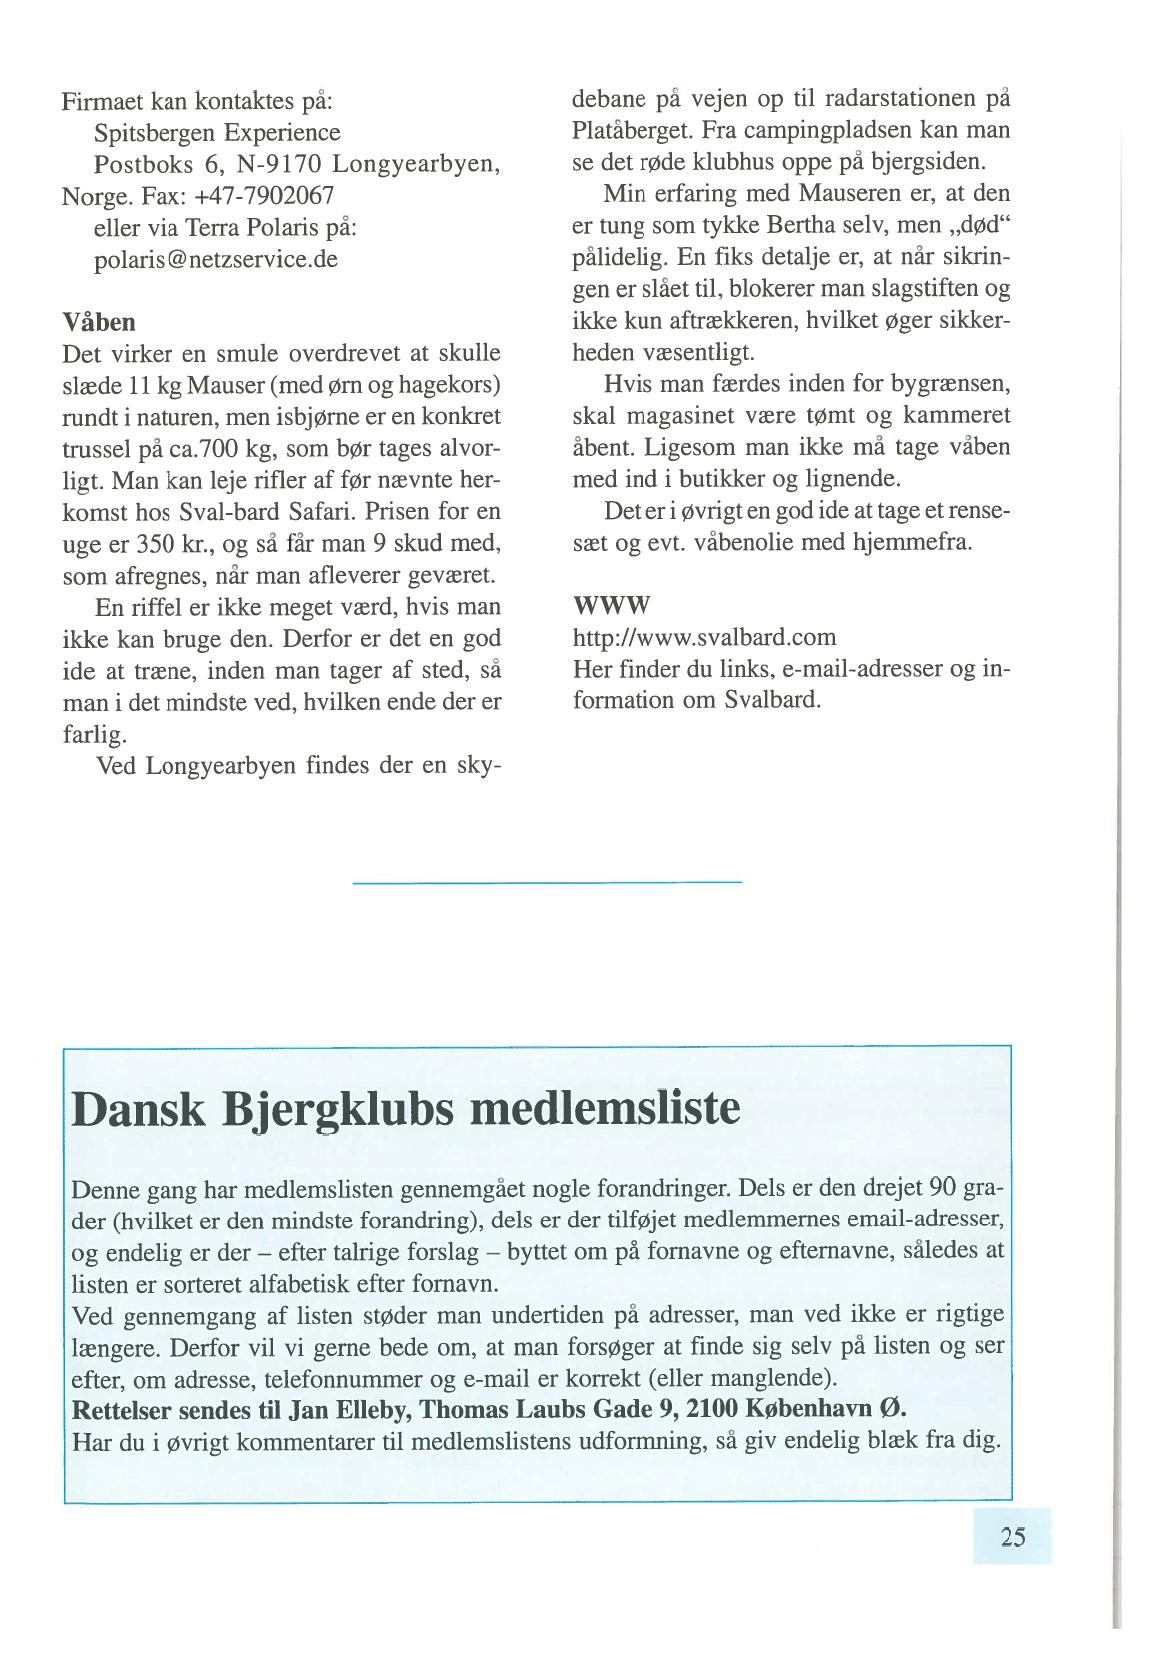 Firmaet kan kontaktes på:
Spitsbergen Experience
Postboks 6, N-9170 Longyearbyen,
Norge. Fax: +47-7902067
eller via Terra Polaris på:
polaris@netzservice.de
Våben
Det virker en smule overdrevet at skulle
slæde 11 kg Mauser (med ørn og hagekors)
rundt i naturen, men isbjørne er en konkret
trussel på ca.700 kg, som bør tages alvor-
ligt. Man kan leje rifler af før nævnte her-
komst hos Sval-bard Safari. Prisen for en
uge er 350 kr., og så får man 9 skud med,
som afregnes, når man afleverer geværet.
En riffel er ikke meget værd, hvis man
ikke kan bruge den. Derfor er det en god
ide at træne, inden man tager af sted, så
man i det mindste ved, hvilken ende der er
farlig.
Ved Longyearbyen findes der en sky-
debane på vejen op til radarstationen på
Platåberget. Fra campingpladsen kan man
se det røde klubhus oppe på bjergsiden.
Min erfaring med Mauseren er, at den
er tung som tykke Bertha selv, men „død“
pålidelig. En fiks detalje er, at når sikrin-
gen er slået til, blokerer man slagstiften og
ikke kun aftrækkeren, hvilket øger sikker-
heden væsentligt.
Hvis man færdes inden for bygrænsen,
skal magasinet være tømt og kammeret
åbent. Ligesom man ikke må tage våben
med ind i butikker og lignende.
Det er i øvrigt en god ide at tage et rense-
sæt og evt. våbenolie med hjemmefra.
WWW
http://www.svalbard.com
Her finder du links, e-mail-adresser og in-
formation om Svalbard.
Dansk Bjergklubs medlemsliste
Denne gang har medlemslisten gennemgået nogle forandringer. Dels er den drejet 90 gra-
der (hvilket er den mindste forandring), dels er der tilføjet medlemmernes email-adresser,
og endelig er der – efter talrige forslag – byttet om på fornavne og efternavne, således at
listen er sorteret alfabetisk efter fornavn.
Ved gennemgang af listen støder man undertiden på adresser, man ved ikke er rigtige
længere. Derfor vil vi gerne bede om, at man forsøger at finde sig selv på listen og ser
efter, om adresse, telefonnummer og e-mail er korrekt (eller manglende).
Rettelser sendes til Jan Elleby, Thomas Laubs Gade 9, 2100 København Ø.
Har du i øvrigt kommentarer til medlemslistens udformning, så giv endelig blæk fra dig.
25